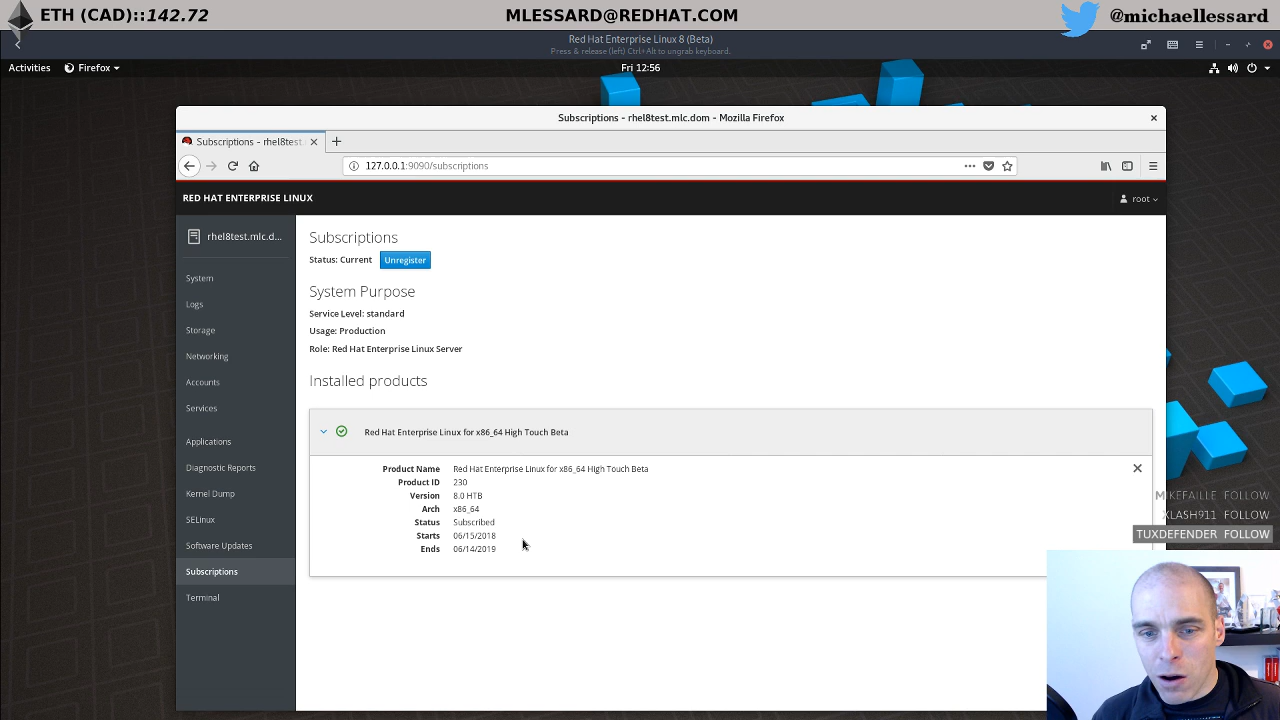 ETH (CAD)::142.72
MLESSARD@REDHAT.COM
@michaellessard
Red Hat Enterprise Linux 8 (Beta)
Press & release (left) Ctrl+Alt to ungrab keyboard.
Activities
Firefox
Fri 12:56
Subscriptions - rhel8test.mlc.dom - Mozilla Firefox
Subscriptions - rhel8test
127.0.0.1:9090/subscriptions
RED HAT ENTERPRISE LINUX
root
rhel8test.mlc.d...
System
Logs
Storage
Networking
Accounts
Services
Applications
Diagnostic Reports
Kernel Dump
SELinux
Software Updates
Subscriptions
Terminal
Subscriptions
Status: Current
Unregister
System Purpose
Service Level: standard
Usage: Production
Role: Red Hat Enterprise Linux Server
Installed products
Red Hat Enterprise Linux for x86_64 High Touch Beta
Product Name Red Hat Enterprise Linux for x86_64 High Touch Beta
Product ID 230
Version 8.0 HTB
Arch x86_64
Status Subscribed
Starts 06/15/2018
Ends 06/14/2019
MIKEFAILLE FOLLOW
XLASH911 FOLLOW
TUXDEFENDER FOLLOW